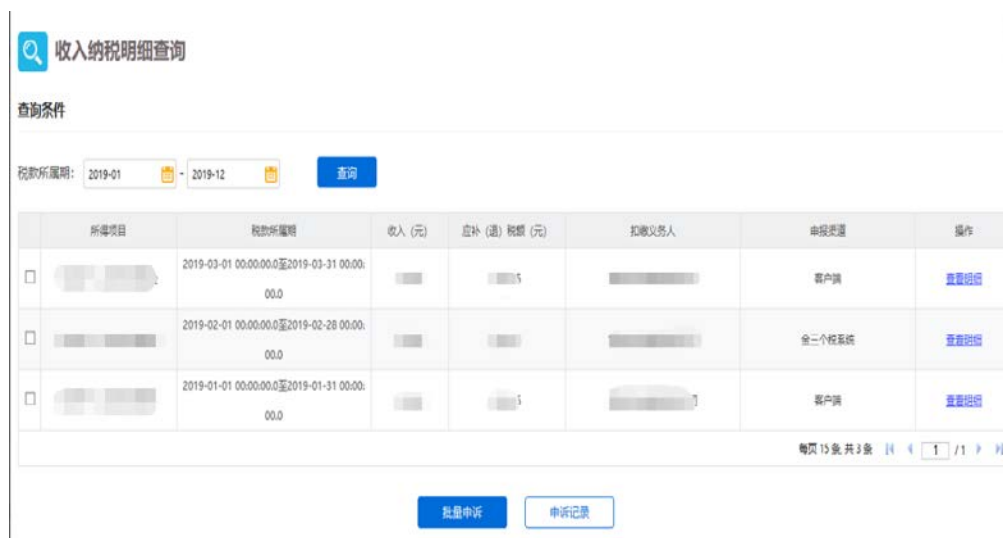 收入纳税明细查询
查询条件
税款所属期： 2019-01 - 2019-12 查询
所得项目 税款所属期 收入（元） 应补（退）税额（元） 扣缴义务人 申报渠道 操作
2019-03-01 00:00:00.0至2019-03-31 00:00:
00.0
客户端 查看明细
2019-02-01 00:00:00.0至2019-02-28 00:00:
00.0
金三个税系统 查看明细
2019-01-01 00:00:00.0至2019-01-31 00:00:
00.0
客户端 查看明细
每页 15 条 共 3 条 1 / 1
批量申诉 申诉记录